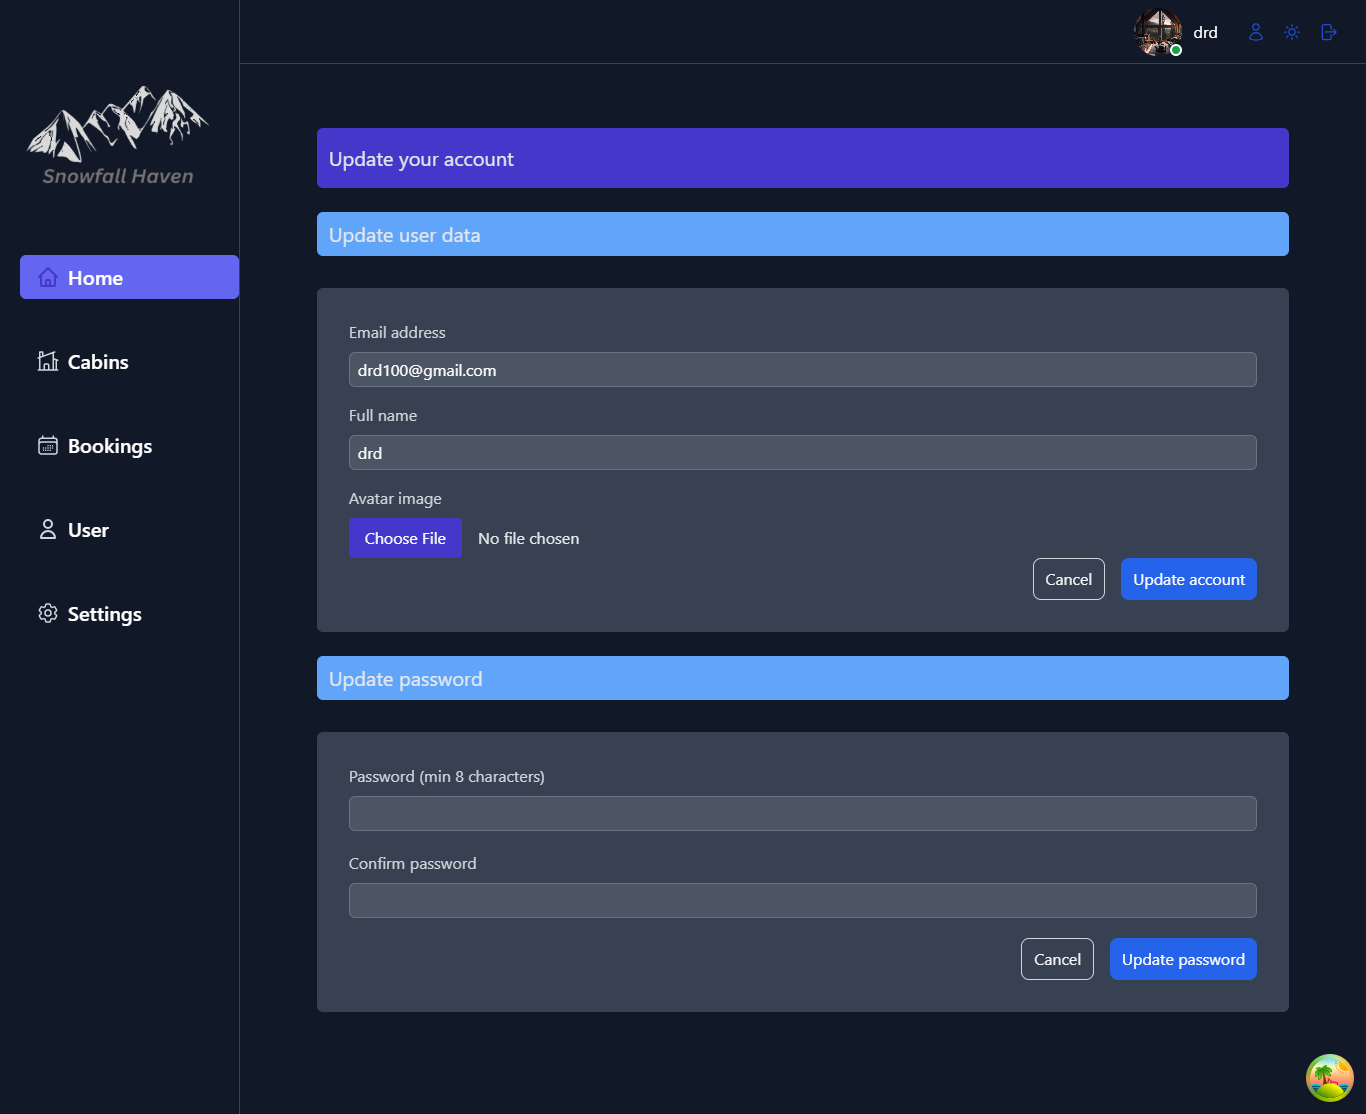 drd
Snowfall Haven
Home
Cabins
Bookings
User
Settings
Update your account
Update user data
Email address
drd100@gmail.com
Full name
drd
Avatar image
Choose File No file chosen
Cancel Update account
Update password
Password (min 8 characters)
Confirm password
Cancel Update password